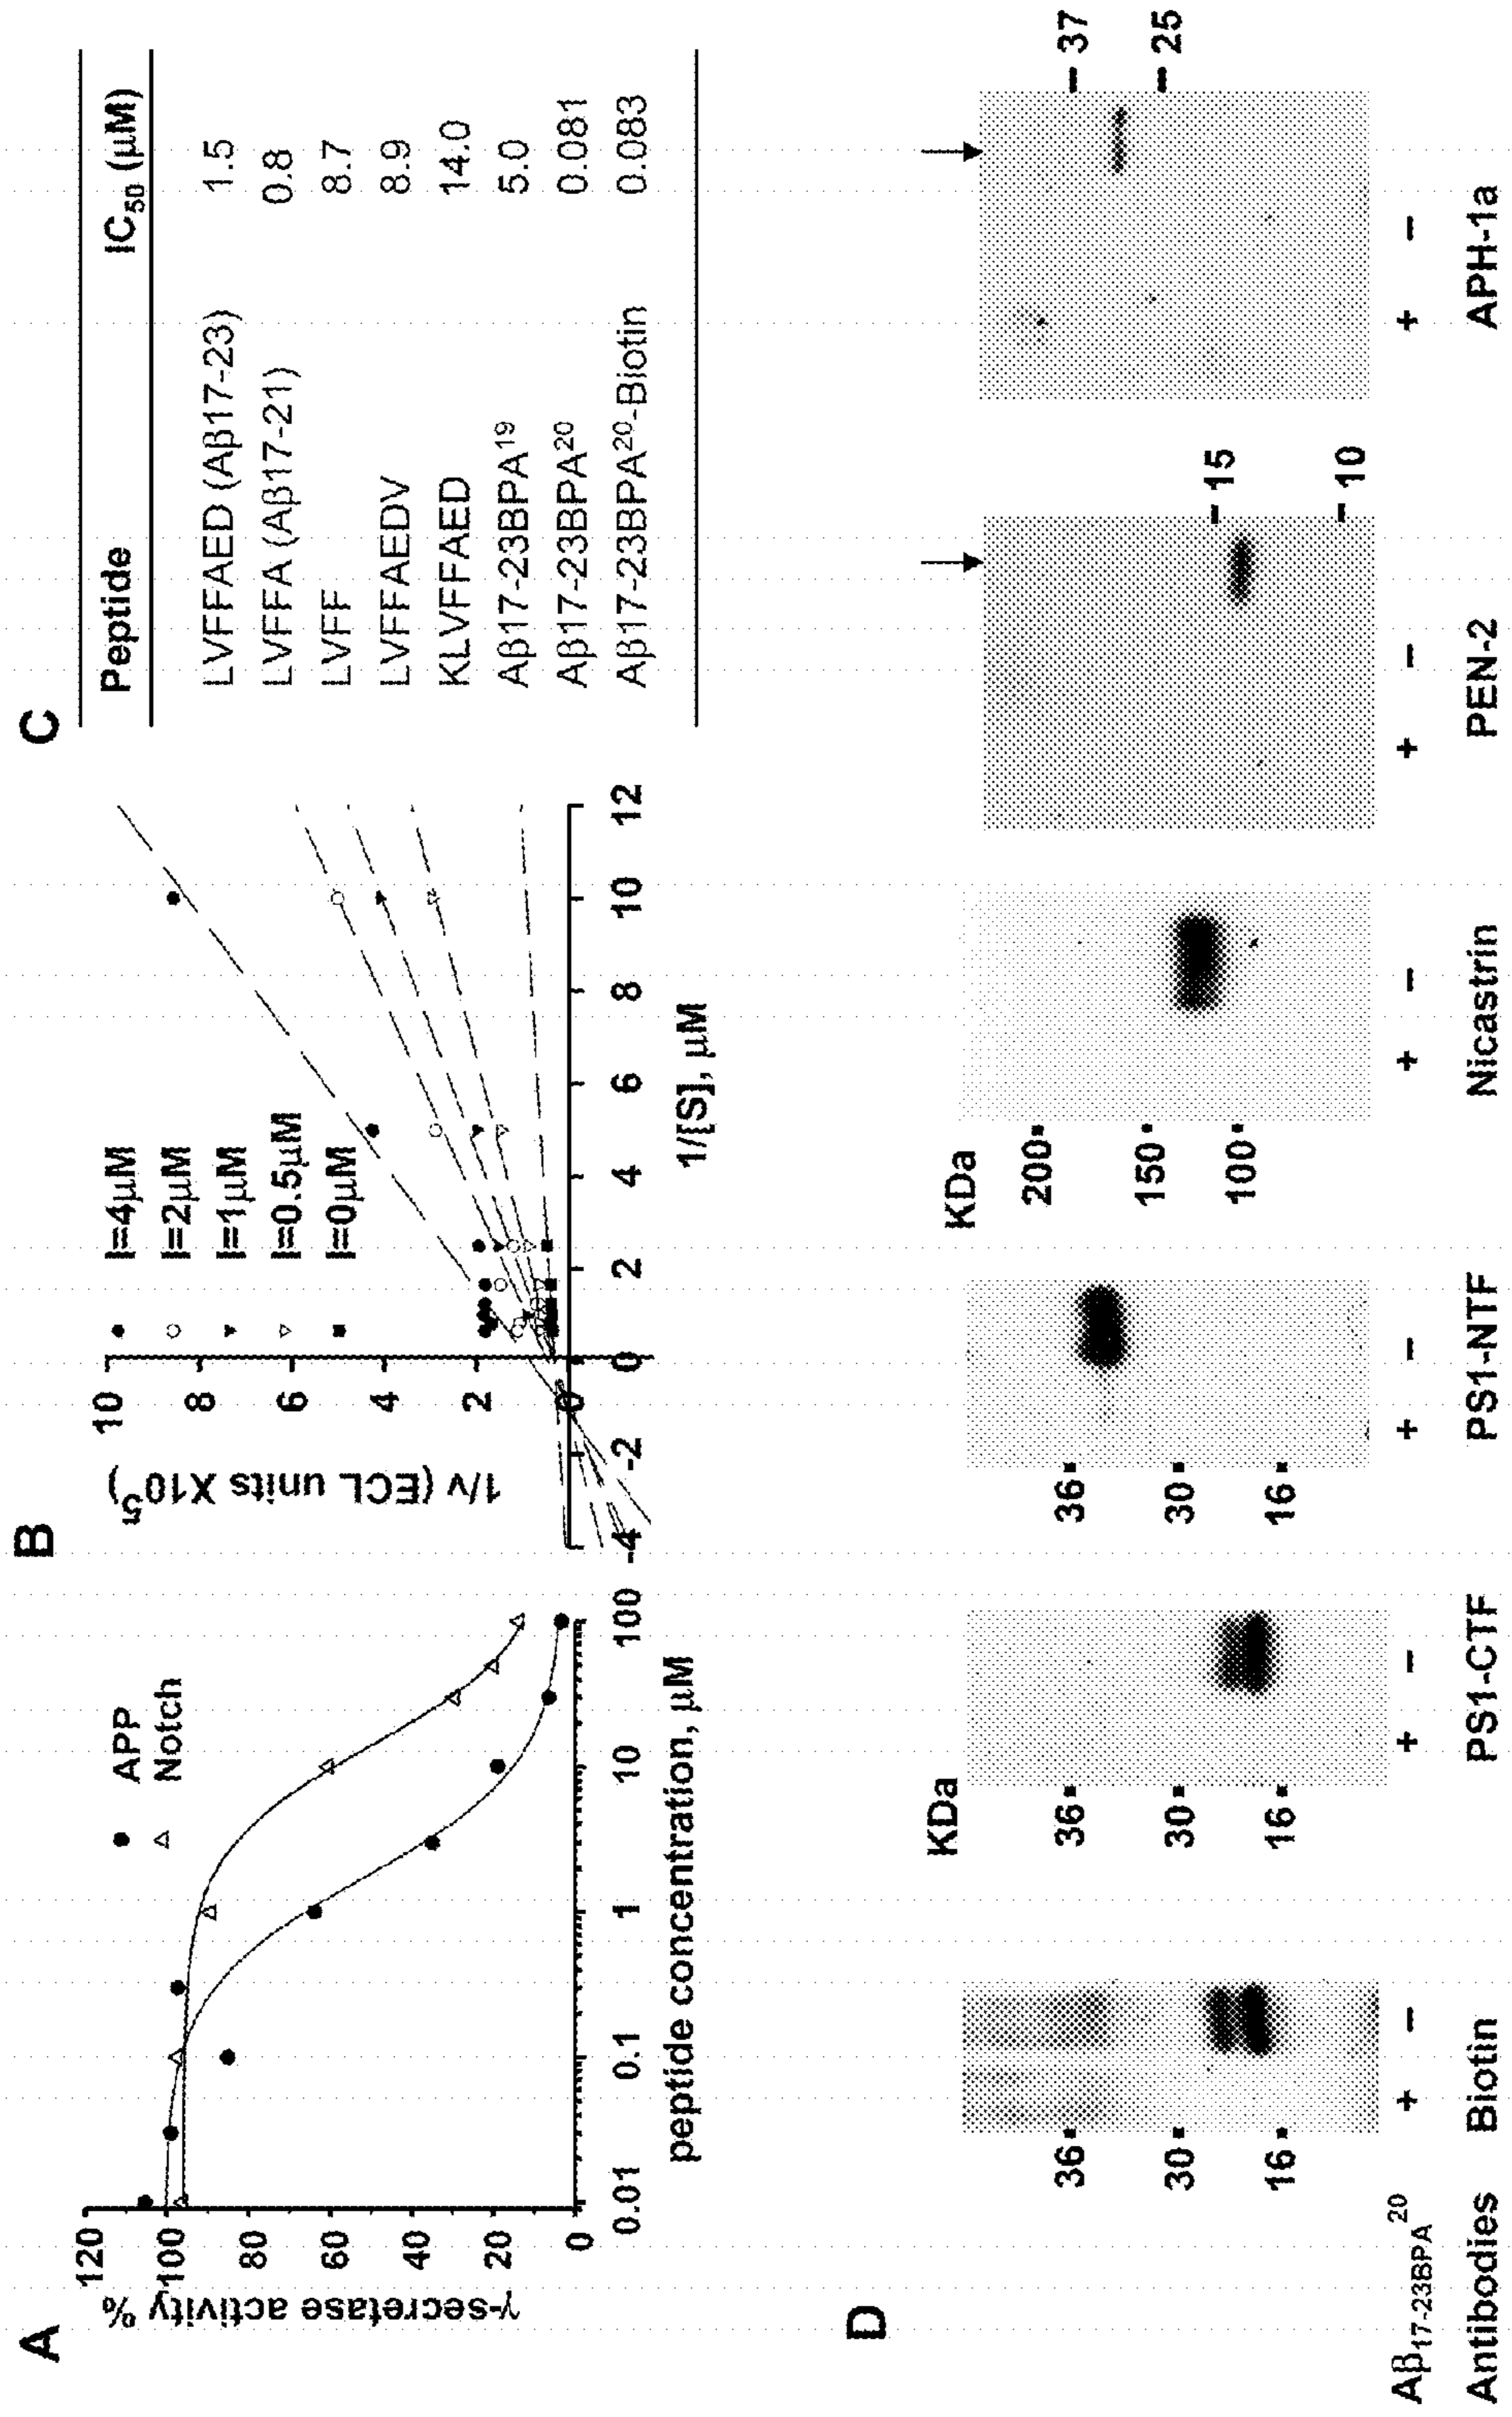 A
γ-secretase activity %
120
100
80
60
40
20
0
0.01 0.1 1 10 100
peptide concentration, μM
APP
Notch
B
1/v (ECL units X10⁵)
10
8
6
4
2
0
-4 -2 0 2 4 6 8 10 12
1/[S], μM
I=4μM
I=2μM
I=1μM
I=0.5μM
I=0μM
C
Peptide IC50 (μM)
LVFFAED (Aβ17-23) 1.5
LVFFA (Aβ17-21) 0.8
LVFF 8.7
LVFFAEDV 8.9
KLVFFAED 14.0
Aβ17-23BPA¹⁹ 5.0
Aβ17-23BPA²⁰ 0.081
Aβ17-23BPA²⁰-Biotin 0.083
D
KDa KDa
36 36 36 200 15 37
30 30 30 150 10 25
16 16 16 100
Aβ17-23BPA²⁰ + − + − + − + − + − + −
Antibodies Biotin PS1-CTF PS1-NTF Nicastrin PEN-2 APH-1a